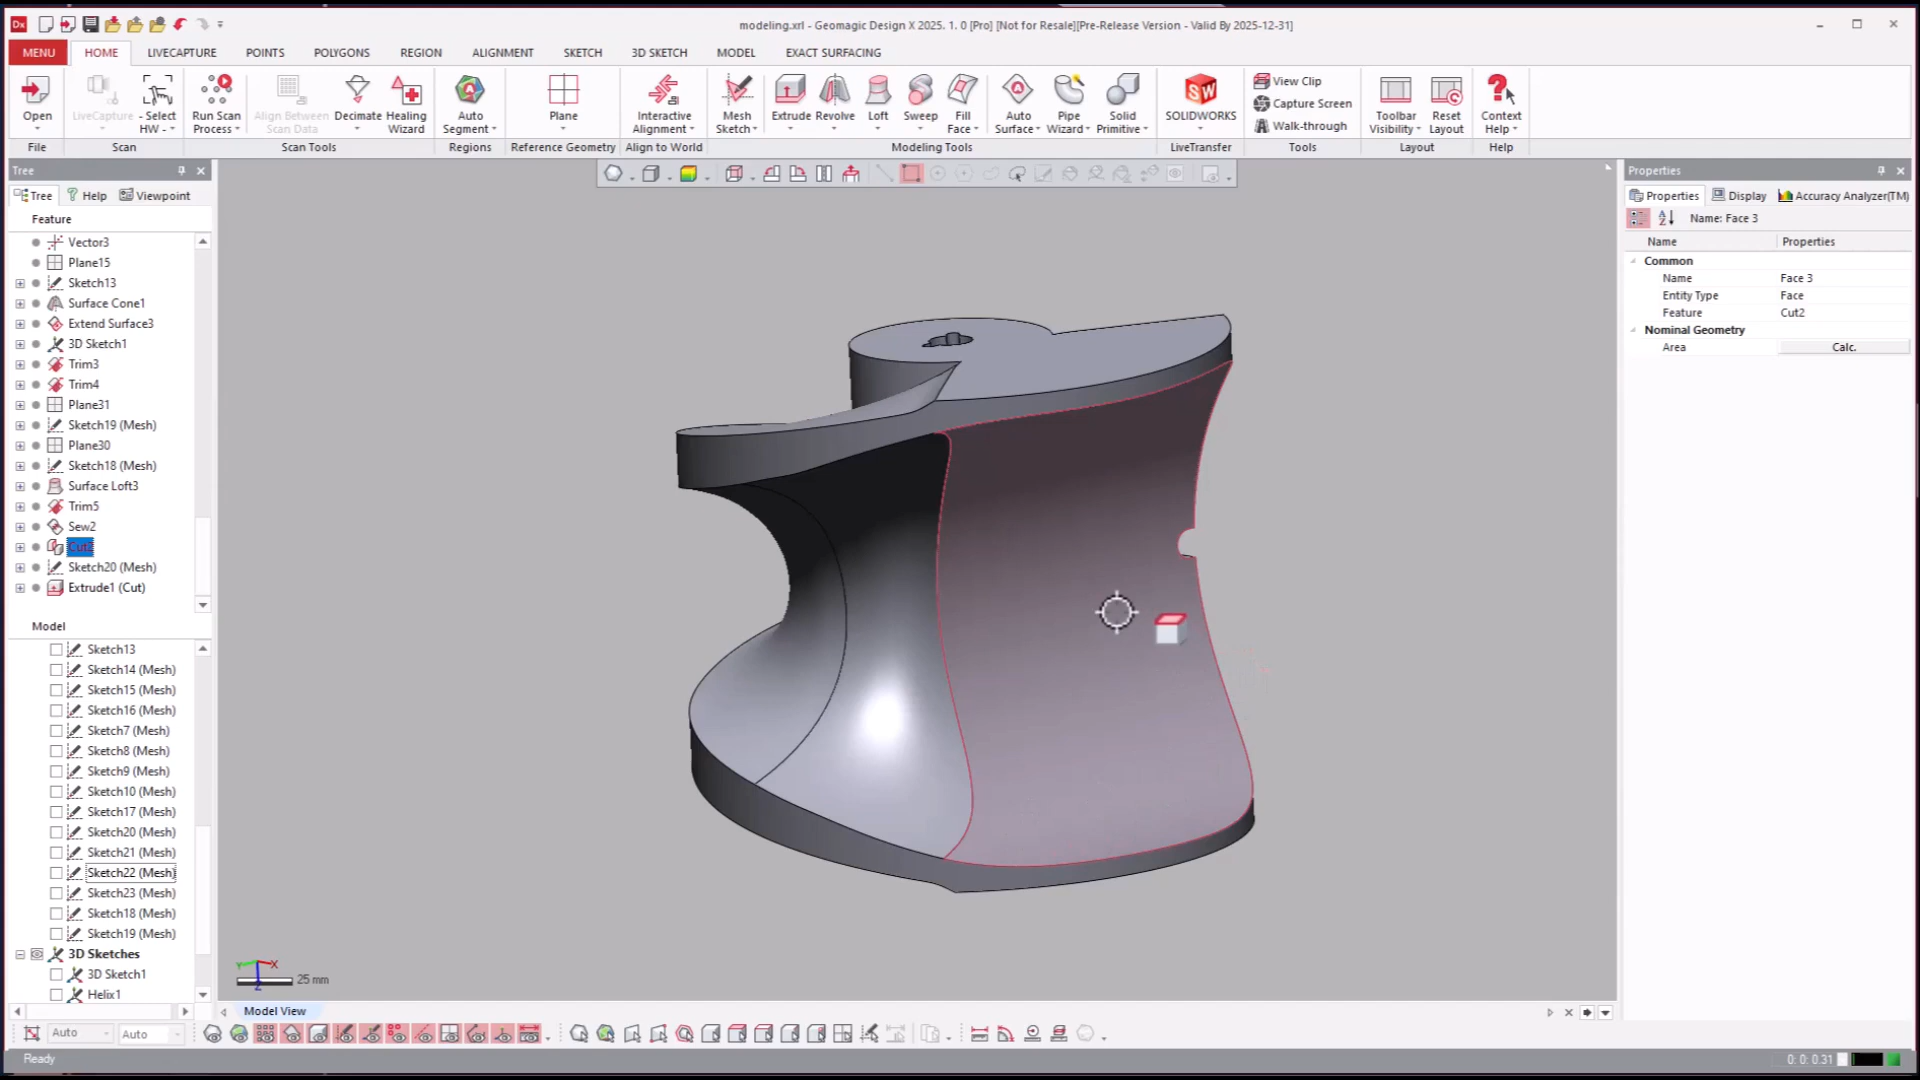 Dx
modeling.xrl - Geomagic Design X 2025. 1. 0 [Pro] [Not for Resale][Pre-Release Version - Valid By 2025-12-31]
MENU HOME LIVECAPTURE POINTS POLYGONS REGION ALIGNMENT SKETCH 3D SKETCH MODEL EXACT SURFACING
Open
LiveCapture
Select HW
Run Scan Process
Align Between Scan Data
Decimate
Healing Wizard
Auto Segment
Plane
Interactive Alignment
Mesh Sketch
Extrude
Revolve
Loft
Sweep
Fill Face
Auto Surface
Pipe Wizard
Solid Primitive
SW
SOLIDWORKS
View Clip
Capture Screen
Walk-through
Toolbar Visibility
Reset Layout
Context Help
File Scan Scan Tools Regions Reference Geometry Align to World Modeling Tools LiveTransfer Tools Layout Help
Tree
Tree Help Viewpoint
Feature
Vector3
Plane15
Sketch13
Surface Cone1
Extend Surface3
3D Sketch1
Trim3
Trim4
Plane31
Sketch19 (Mesh)
Plane30
Sketch18 (Mesh)
Surface Loft3
Trim5
Sew2
Cut2
Sketch20 (Mesh)
Extrude1 (Cut)
Model
Sketch13
Sketch14 (Mesh)
Sketch15 (Mesh)
Sketch16 (Mesh)
Sketch7 (Mesh)
Sketch8 (Mesh)
Sketch9 (Mesh)
Sketch10 (Mesh)
Sketch17 (Mesh)
Sketch20 (Mesh)
Sketch21 (Mesh)
Sketch22 (Mesh)
Sketch23 (Mesh)
Sketch18 (Mesh)
Sketch19 (Mesh)
3D Sketches
3D Sketch1
Helix1
Y X
Z
25 mm
Model View
Properties
Properties Display Accuracy Analyzer(TM)
Name: Face 3
Name Properties
Common
Name Face 3
Entity Type Face
Feature Cut2
Nominal Geometry
Area Calc.
Auto Auto
Ready
0: 0: 0.31